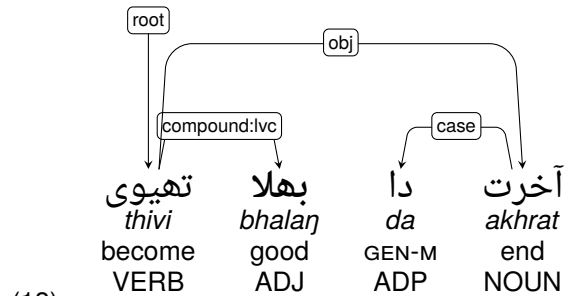 root
obj
compound:lvc case
آخرت دا بھلا تھیوی
thivi bhalaŋ da akhrat
become good GEN-M end
VERB ADJ ADP NOUN